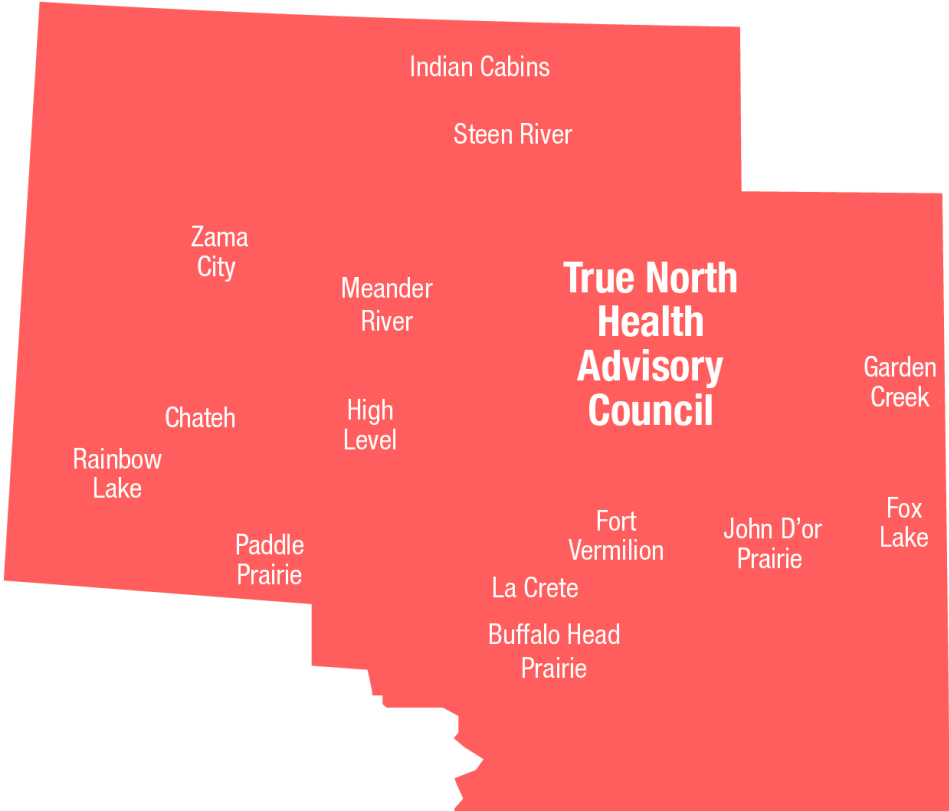 Indian Cabins
Steen River
Zama
City
Meander
River
True North
Health
Advisory
Council
Garden
Creek
Chateh
High
Level
Rainbow
Lake
Fox
Lake
Fort
Vermilion
John D’or
Prairie
Paddle
Prairie
La Crete
Buffalo Head
Prairie